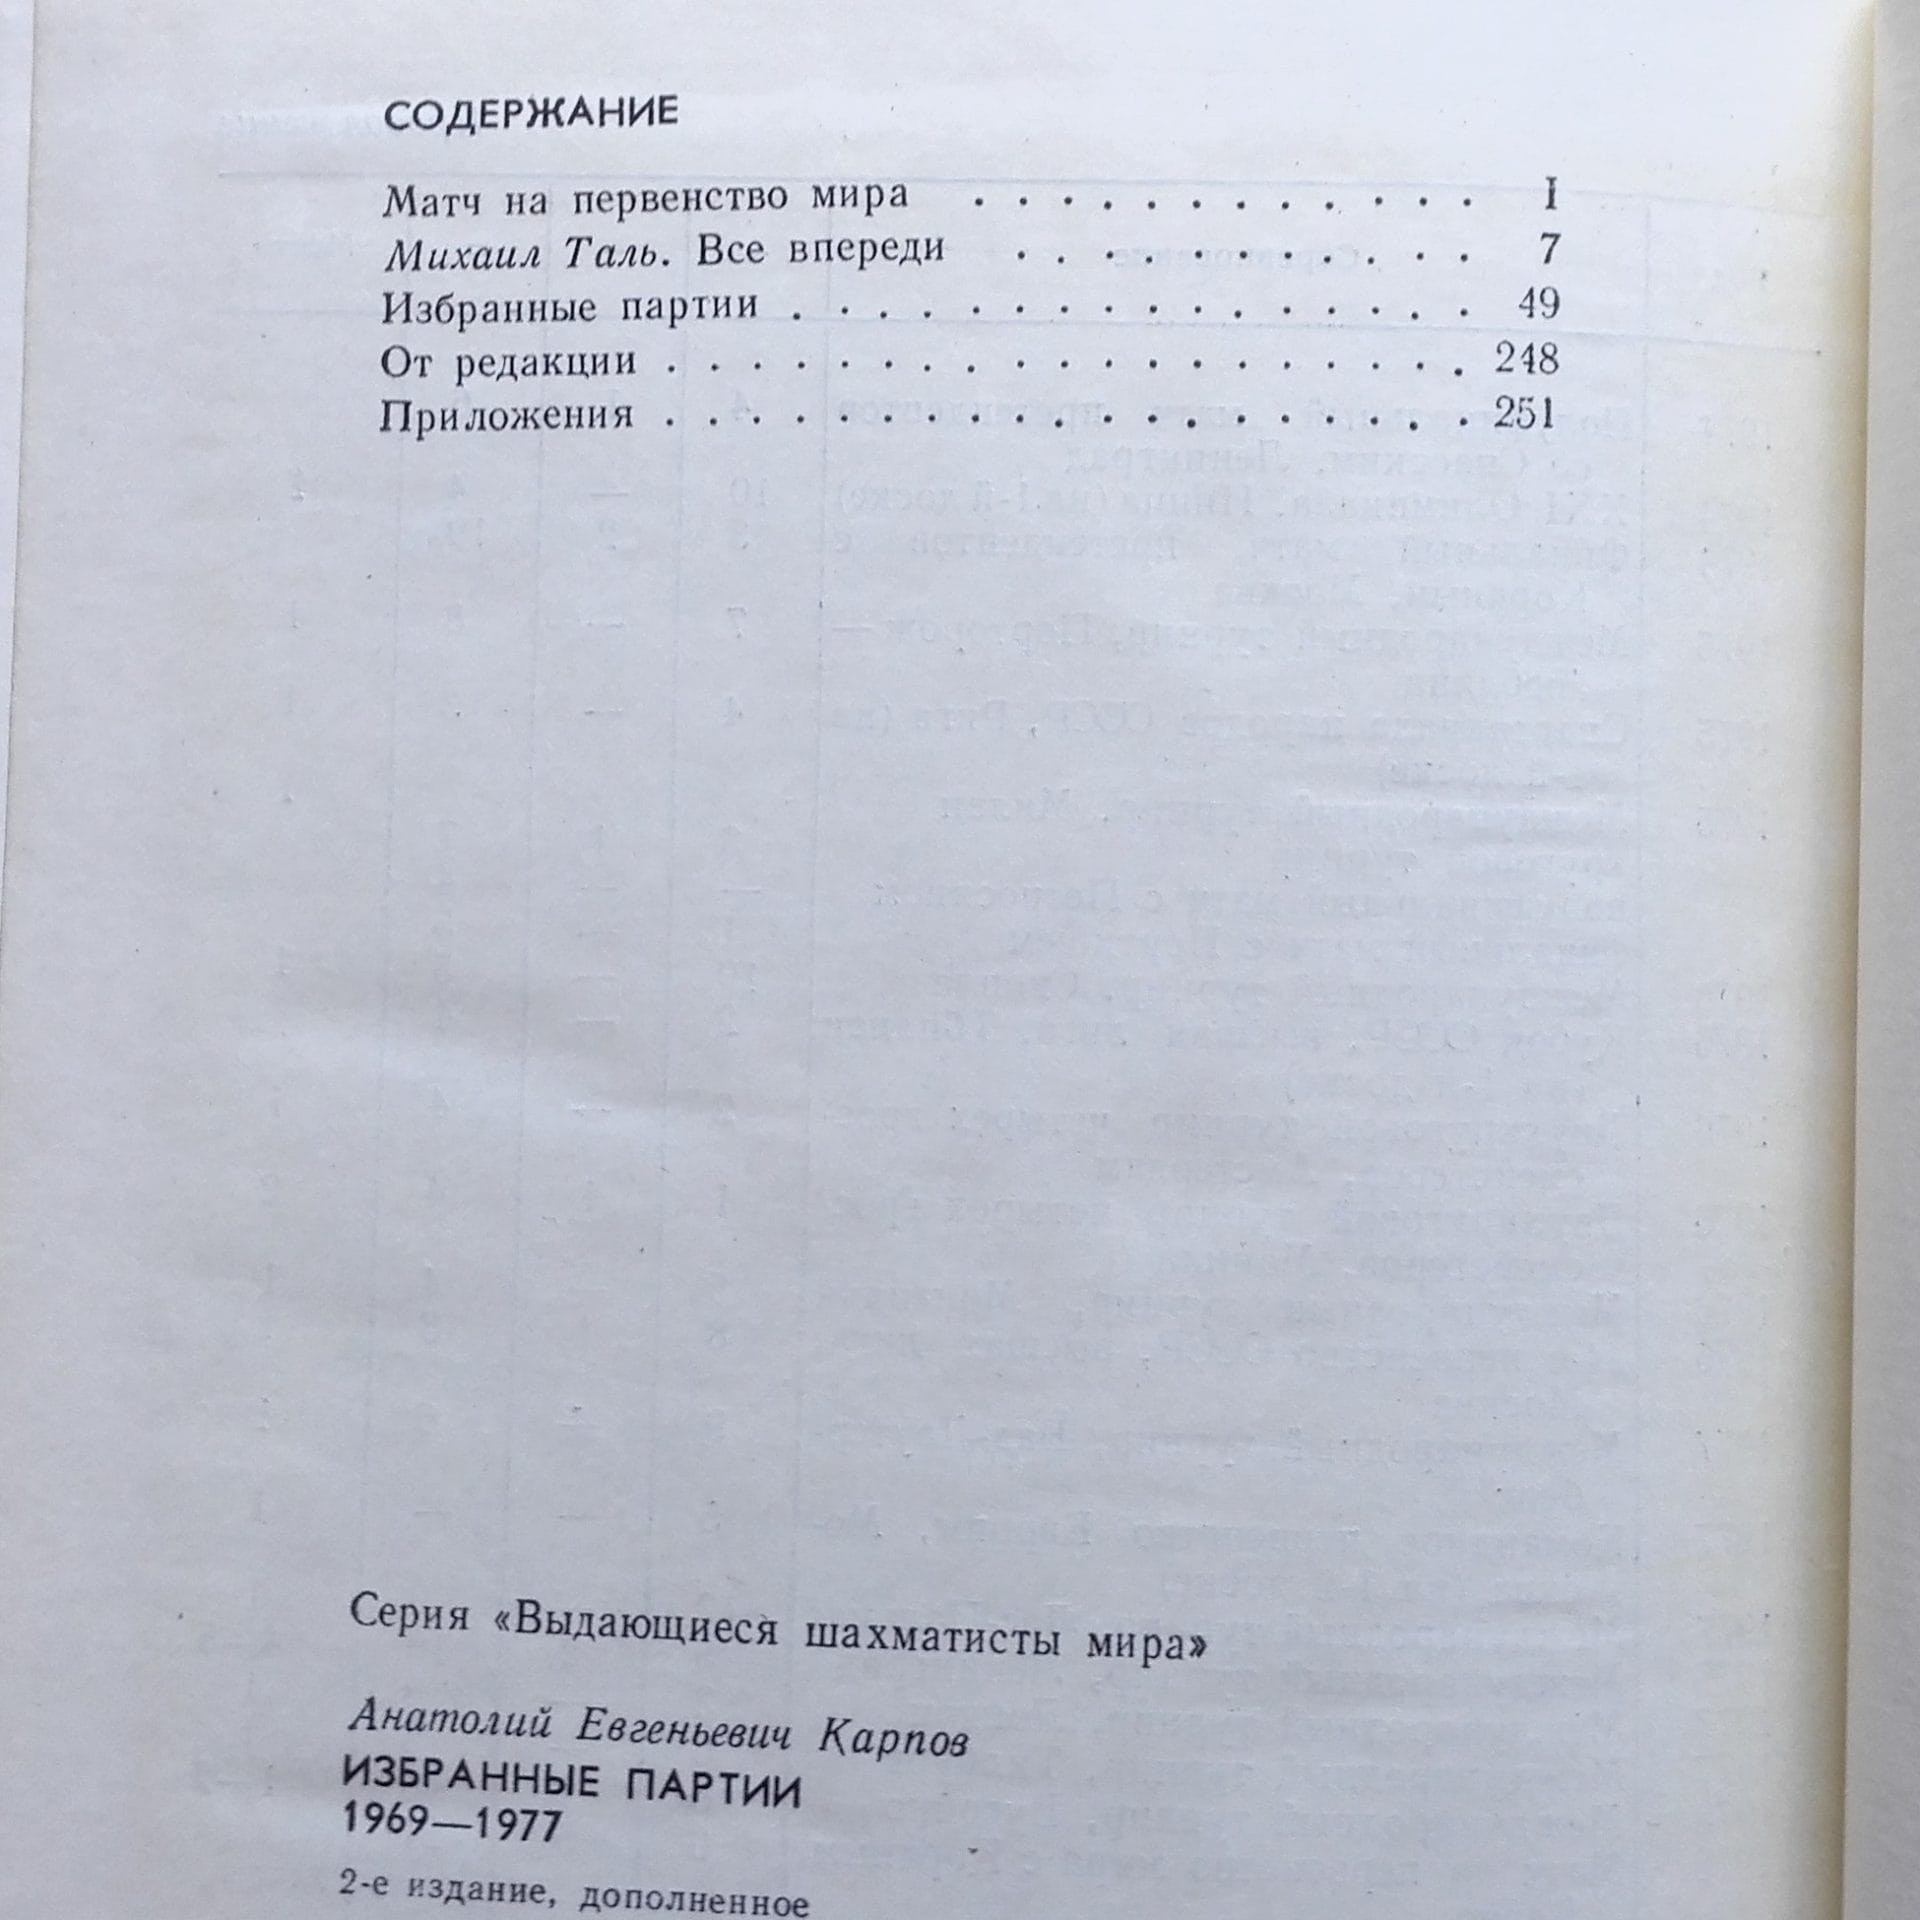 СОДЕРЖАНИЕ
Матч на первенство мира . . . . . . . . . . . . I
Михаил Таль. Все впереди . . . . . . . . . . . 7
Избранные партии . . . . . . . . . . . . . . . . 49
От редакции . . . . . . . . . . . . . . . . . . . 248
Приложения . . . . . . . . . . . . . . . . . . . 251
Серия «Выдающиеся шахматисты мира»
Анатолий Евгеньевич Карпов
ИЗБРАННЫЕ ПАРТИИ
1969—1977
2-е издание, дополненное